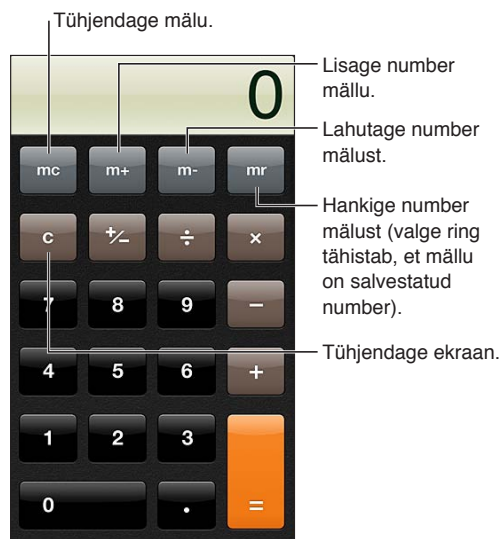 Tühjendage mälu.
Lisage number
mällu.
Lahutage number
mälust.
Hankige number
mälust (valge ring
tähistab, et mällu
on salvestatud
number).
Tühjendage ekraan.
0
mc m+ m- mr
c +/− ÷ ×
7 8 9 −
4 5 6 +
1 2 3
0 . =